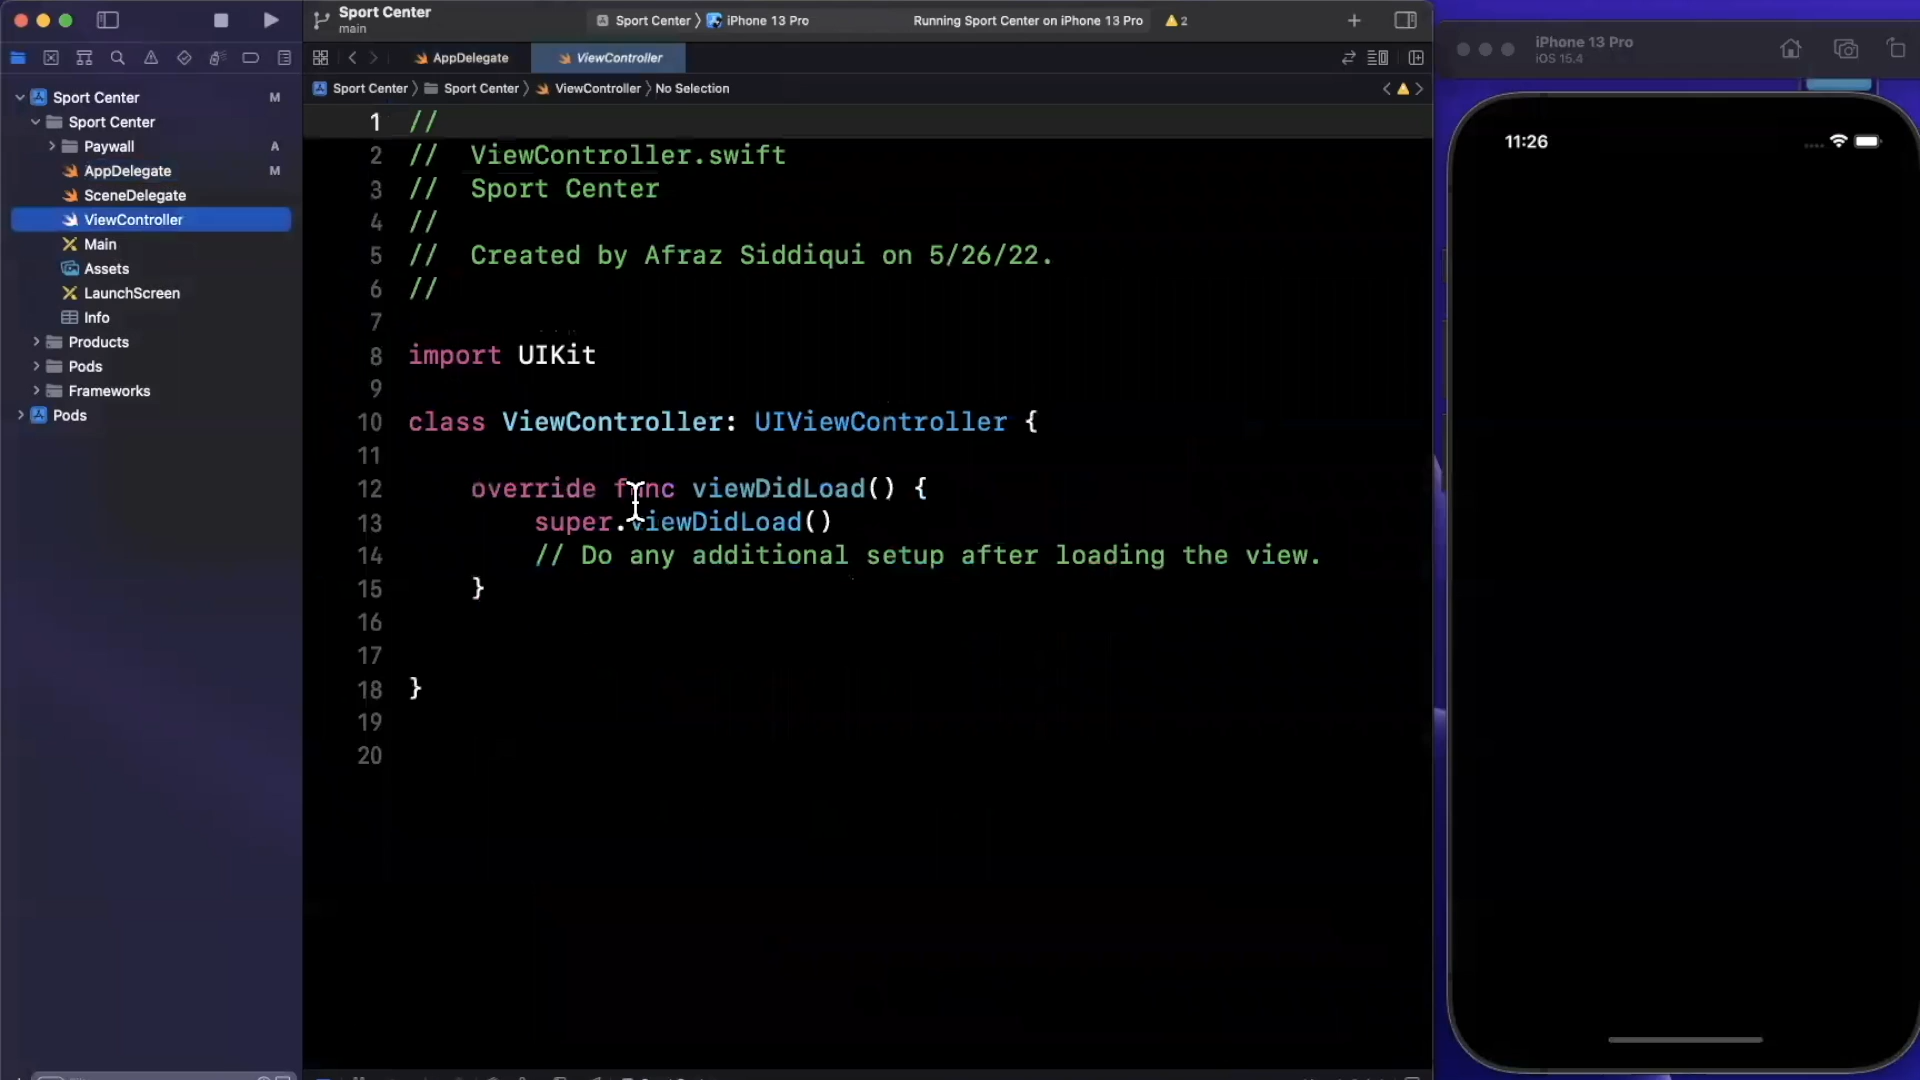 Sport Center
main
Sport Center
iPhone 13 Pro
Running Sport Center on iPhone 13 Pro
2
AppDelegate
ViewController
Sport Center
Sport Center
ViewController
No Selection
Sport Center M
Sport Center
Paywall A
AppDelegate M
SceneDelegate
ViewController
Main
Assets
LaunchScreen
Info
Products
Pods
Frameworks
Pods
1 //
2 //  ViewController.swift
3 //  Sport Center
4 //
5 //  Created by Afraz Siddiqui on 5/26/22.
6 //
7
8 import UIKit
9
10 class ViewController: UIViewController {
11
12     override func viewDidLoad() {
13         super.viewDidLoad()
14         // Do any additional setup after loading the view.
15     }
16
17
18 }
19
20
iPhone 13 Pro
iOS 15.4
11:26